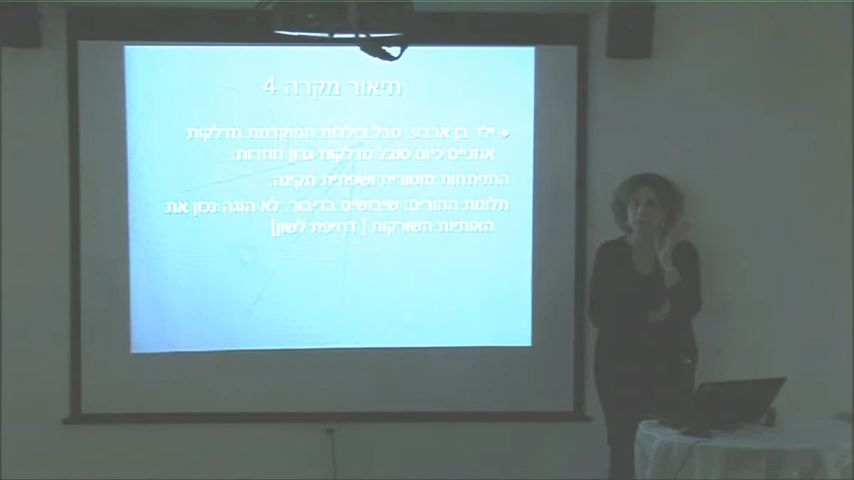 תיאור מקרה 4
ילד בן ארבע, סבל בילדות המוקדמת מדלקות
אוזניים כיום סובל מדלקות גרון חוזרות.
התפתחות מוטורית ושפתית תקינה.
תלונות ההורים: שיבושים בדיבור, לא הוגה נכון את
האותיות השורקות [ דחיפת לשון]